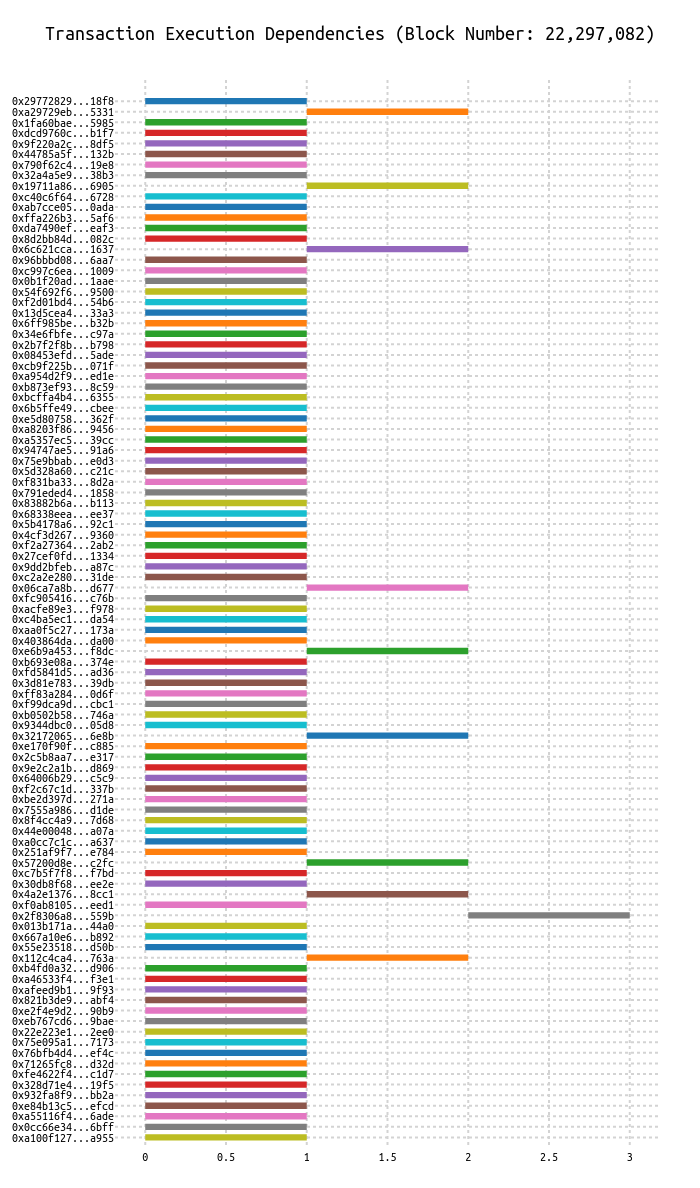 Transaction Execution Dependencies (Block Number: 22,297,082)
0x29772829...18f8
0xa29729eb...5331
0x1fa60bae...5985
0xdcd9760c...b1f7
0x9f220a2c...8df5
0x44785a5f...132b
0x790f62c4...19e8
0x32a4a5e9...38b3
0x19711a86...6905
0xc40c6f64...6728
0xab7cce05...0ada
0xffa226b3...5af6
0xda7490ef...eaf3
0x8d2bb84d...082c
0x6c621cca...1637
0x96bbbd08...6aa7
0xc997c6ea...1009
0x0b1f20ad...1aae
0x54f692f6...9500
0xf2d01bd4...54b6
0x13d5cea4...33a3
0x6ff985be...b32b
0x34e6fbfe...c97a
0x2b7f2f8b...b798
0x08453efd...5ade
0xcb9f225b...071f
0xa954d2f9...ed1e
0xb873ef93...8c59
0xbcffa4b4...6355
0x6b5ffe49...cbee
0xe5d80758...362f
0xa8203f86...9456
0xa5357ec5...39cc
0x94747ae5...91a6
0x75e9bbab...e0d3
0x5d328a60...c21c
0xf831ba33...8d2a
0x791eded4...1858
0x83882b6a...b113
0x68338eea...ee37
0x5b4178a6...92c1
0x4cf3d267...9360
0xf2a27364...2ab2
0x27cef0fd...1334
0x9dd2bfeb...a87c
0xc2a2e280...31de
0x06ca7a8b...d677
0xfc905416...c76b
0xacfe89e3...f978
0xc4ba5ec1...da54
0xaa0f5c27...173a
0x403864da...da00
0xe6b9a453...f8dc
0xb693e08a...374e
0xfd5841d5...ad36
0x3d81e783...39db
0xff83a284...0d6f
0xf99dca9d...cbc1
0xb0502b58...746a
0x9344dbc0...05d8
0x32172065...6e8b
0xe170f90f...c885
0x2c5b8aa7...e317
0x9e2c2a1b...d869
0x64006b29...c5c9
0xf2c67c1d...337b
0xbe2d397d...271a
0x7555a986...d1de
0x8f4cc4a9...7d68
0x44e00048...a07a
0xa0cc7c1c...a637
0x251af9f7...e784
0x57200d8e...c2fc
0xc7b5f7f8...f7bd
0x30db8f68...ee2e
0x4a2e1376...8cc1
0xf0ab8105...eed1
0x2f8306a8...559b
0x013b171a...44a0
0x667a10e6...b892
0x55e23518...d50b
0x112c4ca4...763a
0xb4fd0a32...d906
0xa46533f4...f3e1
0xafeed9b1...9f93
0x821b3de9...abf4
0xe2f4e9d2...90b9
0xeb767cd6...9bae
0x22e223e1...2ee0
0x75e095a1...7173
0x76bfb4d4...ef4c
0x71265fc8...d32d
0xfe4622f4...c1d7
0x328d71e4...19f5
0x932fa8f9...bb2a
0xe84b13c5...efcd
0xa55116f4...6ade
0x0cc66e34...6bff
0xa100f127...a955
0 0.5 1 1.5 2 2.5 3